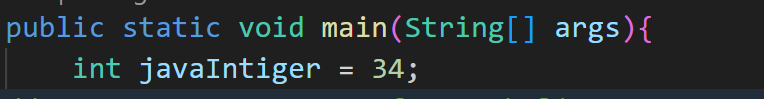 public static void main(String[] args){
int javaIntiger = 34;